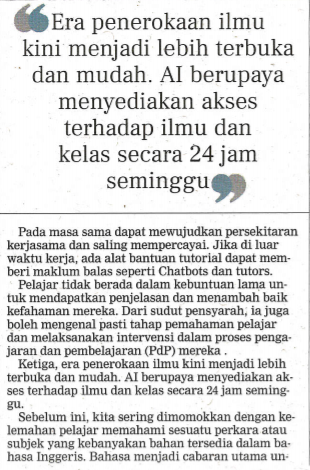 “Era penerokaan ilmu
kini menjadi lebih terbuka
dan mudah. AI berupaya
menyediakan akses
terhadap ilmu dan
kelas secara 24 jam
seminggu”
Pada masa sama dapat mewujudkan persekitaran
kerjasama dan saling mempercayai. Jika di luar
waktu kerja, ada alat bantuan tutorial dapat mem-
beri maklum balas seperti Chatbots dan tutors.
Pelajar tidak berada dalam kebuntuan lama un-
tuk mendapatkan penjelasan dan menambah baik
kefahaman mereka. Dari sudut pensyarah, ia juga
boleh mengenal pasti tahap pemahaman pelajar
dan melaksanakan intervensi dalam proses penga-
jaran dan pembelajaran (PdP) mereka .
Ketiga, era penerokaan ilmu kini menjadi lebih
terbuka dan mudah. AI berupaya menyediakan ak-
ses terhadap ilmu dan kelas secara 24 jam seming-
gu.
Sebelum ini, kita sering dimomokkan dengan ke-
lemahan pelajar memahami sesuatu perkara atau
subjek yang kebanyakan bahan tersedia dalam ba-
hasa Inggeris. Bahasa menjadi cabaran utama un-